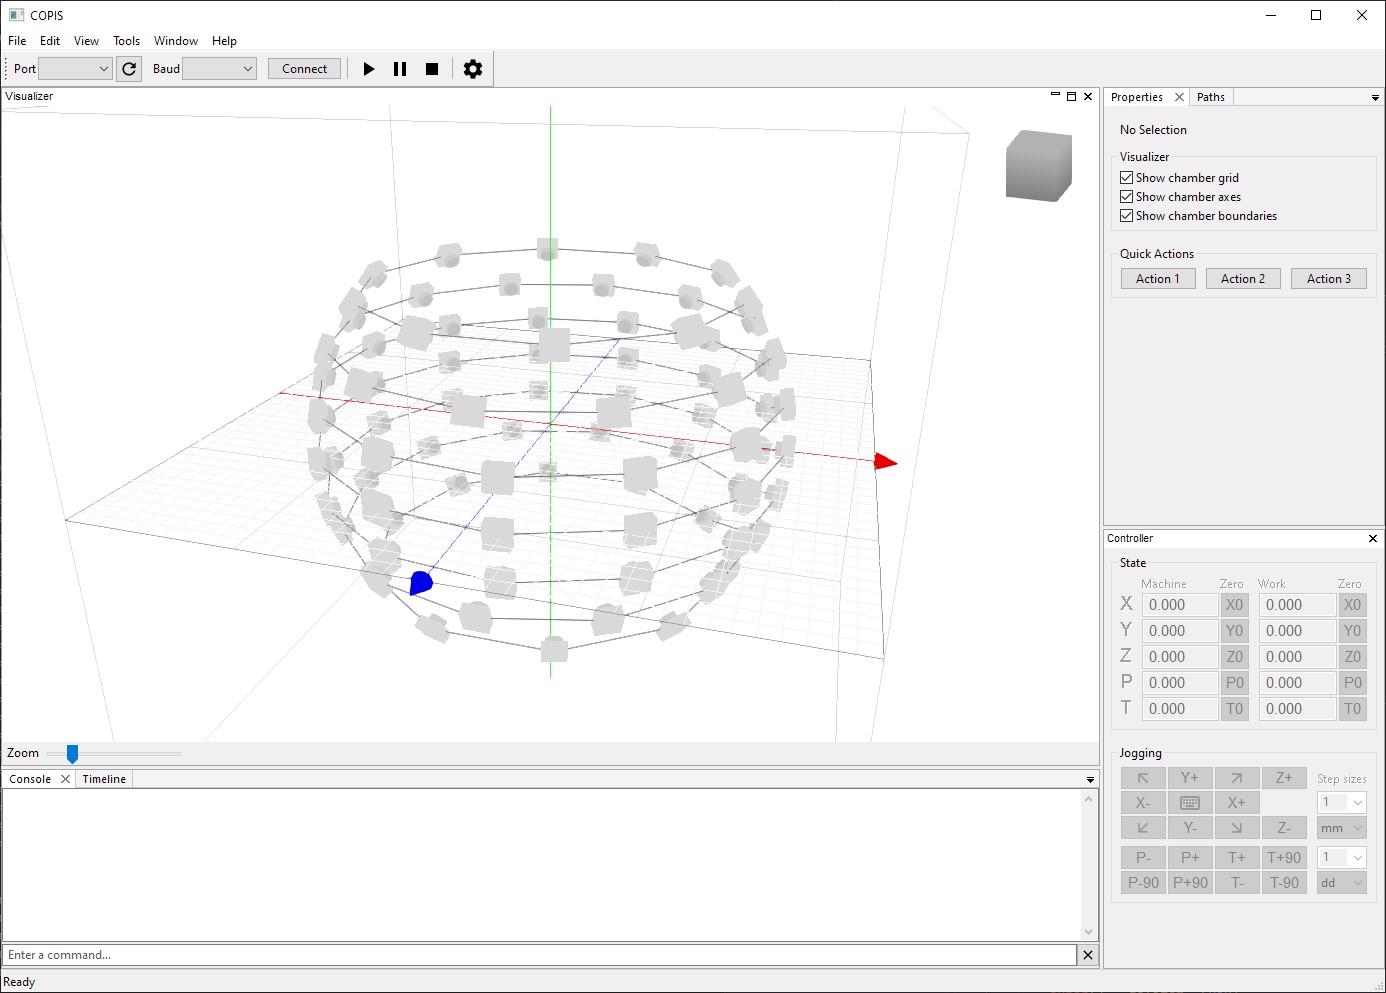 COPIS
File Edit View Tools Window Help
Port Baud Connect
Visualizer
Zoom
Console Timeline
Enter a command...
Ready
Properties Paths
No Selection
Visualizer
Show chamber grid
Show chamber axes
Show chamber boundaries
Quick Actions
Action 1 Action 2 Action 3
Controller
State
Machine Zero Work Zero
X 0.000 X0 0.000 X0
Y 0.000 Y0 0.000 Y0
Z 0.000 Z0 0.000 Z0
P 0.000 P0 0.000 P0
T 0.000 T0 0.000 T0
Jogging
Y+ Z+ Step sizes
X- X+ 1
Y- Z- mm
P- P+ T+ T+90 1
P-90 P+90 T- T-90 dd